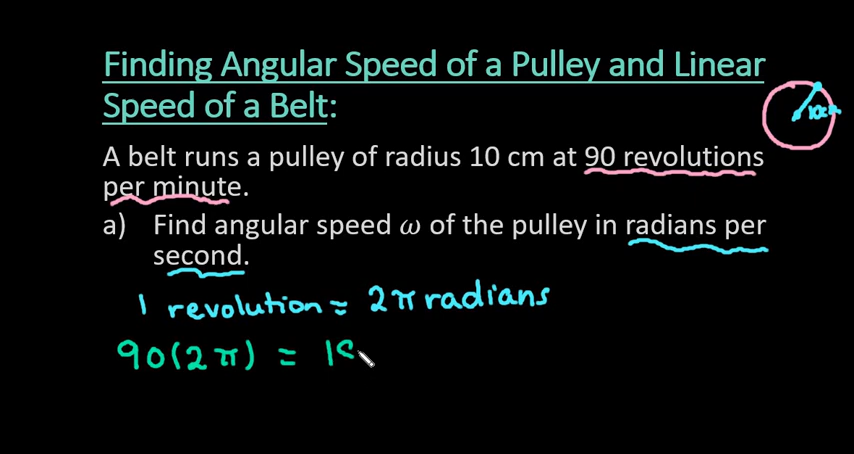 Finding Angular Speed of a Pulley and Linear
Speed of a Belt:
A belt runs a pulley of radius 10 cm at 90 revolutions
per minute.
a) Find angular speed ω of the pulley in radians per
second.
1 revolution = 2π radians
90(2π) = 1